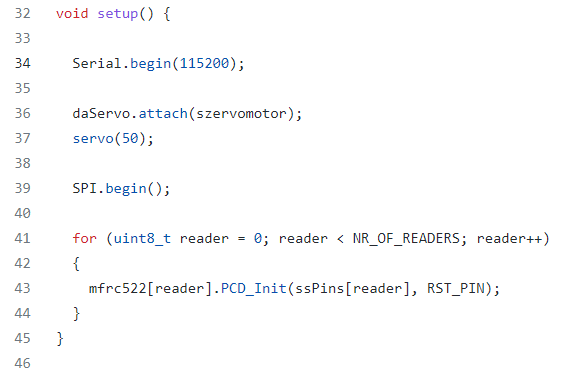 32 void setup() {
33
34   Serial.begin(115200);
35
36   daServo.attach(szervomotor);
37   servo(50);
38
39   SPI.begin();
40
41   for (uint8_t reader = 0; reader < NR_OF_READERS; reader++)
42   {
43     mfrc522[reader].PCD_Init(ssPins[reader], RST_PIN);
44   }
45 }
46